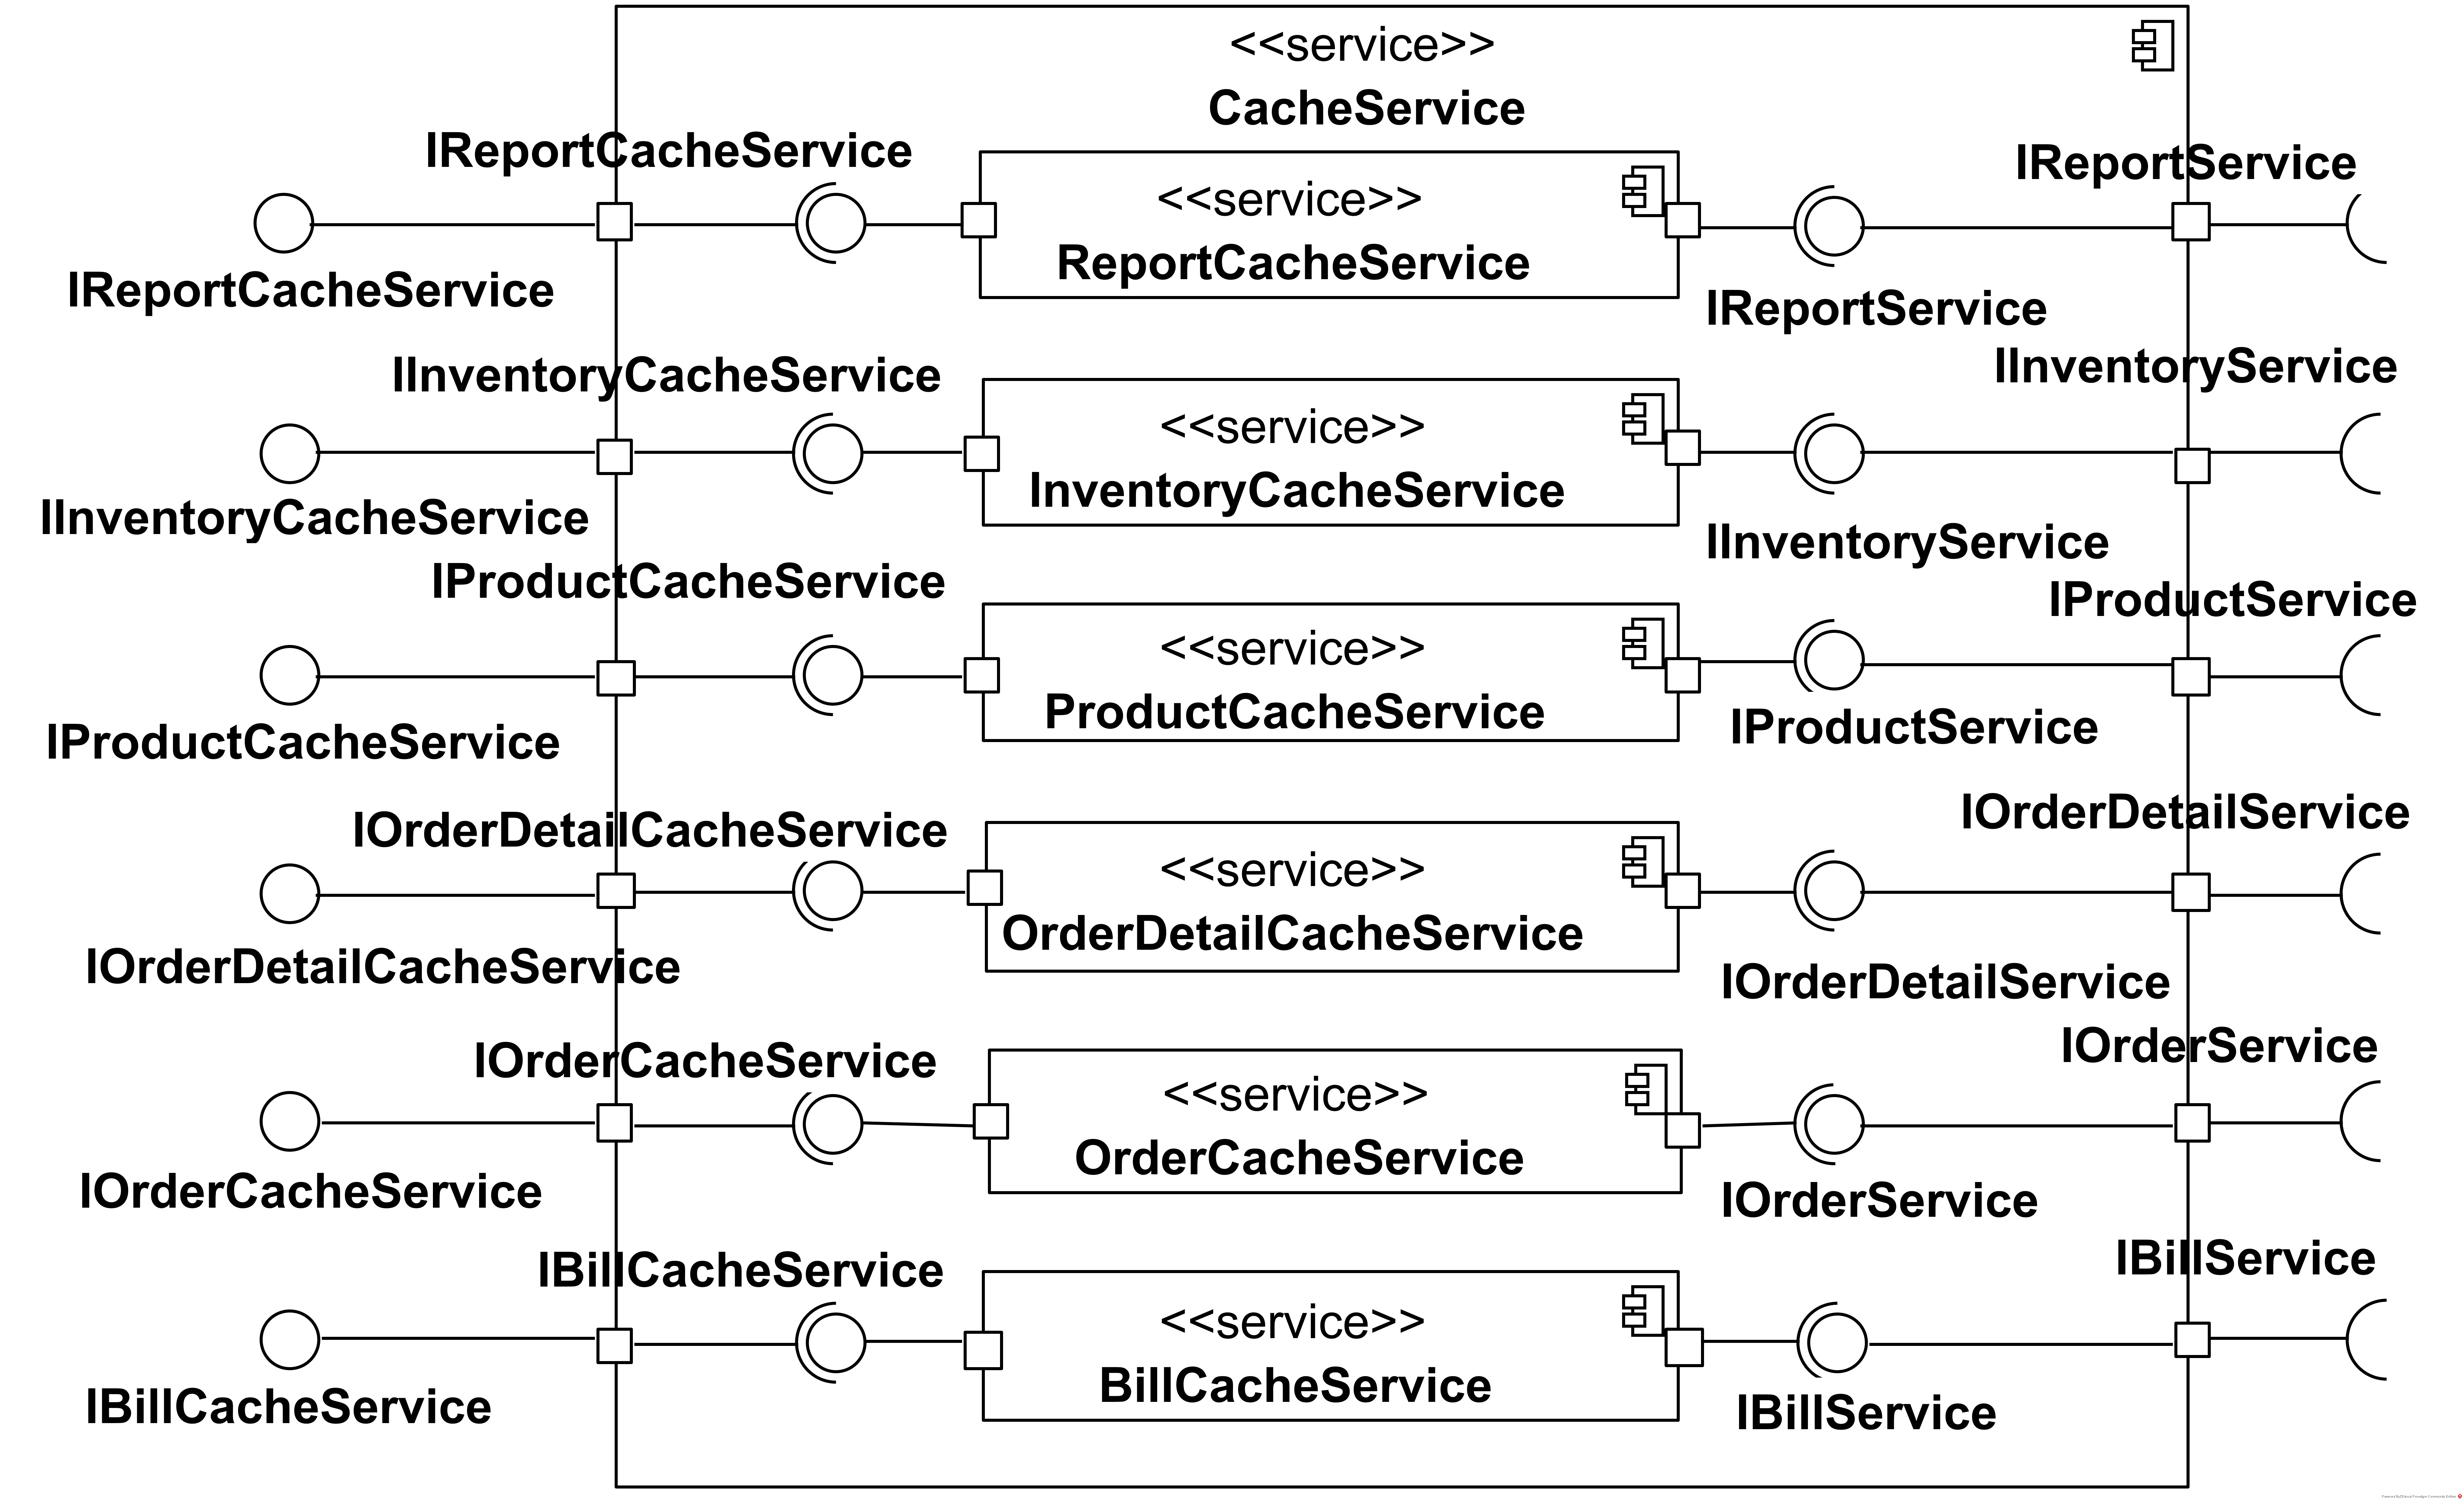 <<service>>
CacheService
IReportCacheService
IReportService
<<service>>
ReportCacheService
IReportCacheService
IReportService
IInventoryCacheService
IInventoryService
<<service>>
InventoryCacheService
IInventoryCacheService
IInventoryService
IProductCacheService
IProductService
<<service>>
ProductCacheService
IProductCacheService
IProductService
IOrderDetailCacheService
IOrderDetailService
<<service>>
OrderDetailCacheService
IOrderDetailCacheService
IOrderDetailService
IOrderCacheService
IOrderService
<<service>>
OrderCacheService
IOrderCacheService
IOrderService
IBillCacheService
IBillService
<<service>>
BillCacheService
IBillCacheService
IBillService